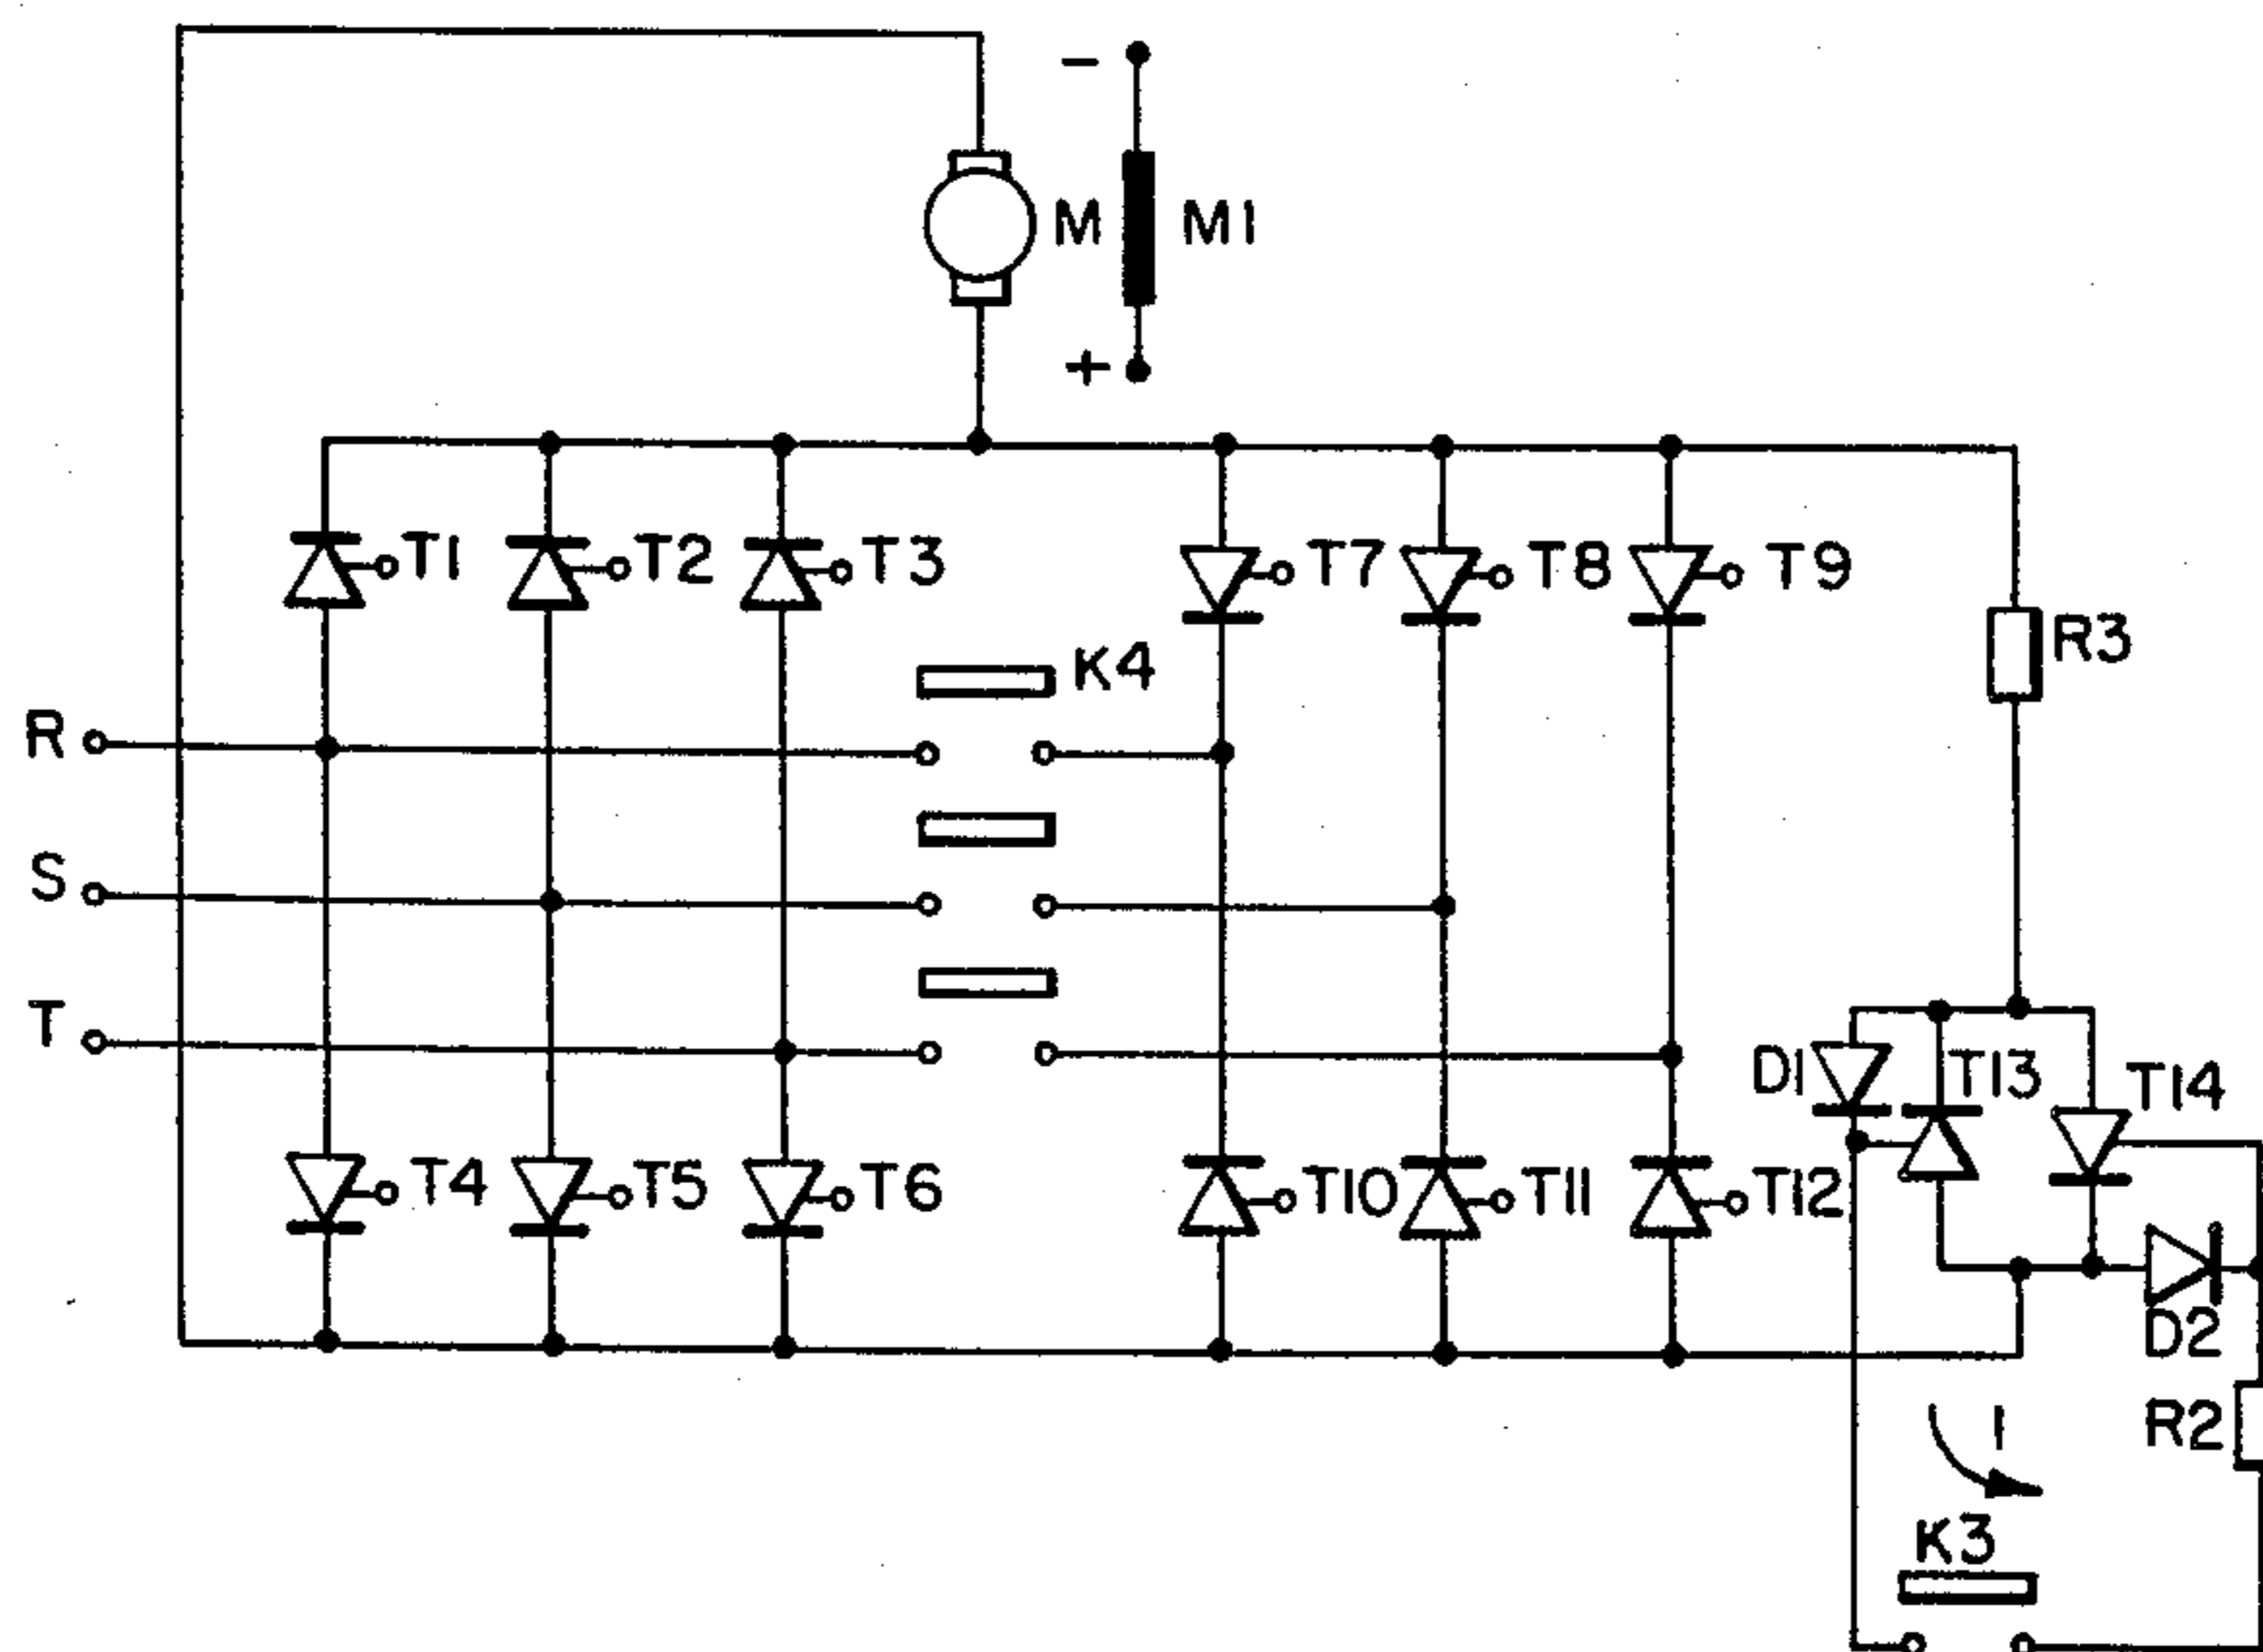 -
M M1
+
T1 T2 T3 T7 T8 T9
R3
K4
R
S
T
D1 T13 T14
T4 T5 T6 T10 T11 T12
D2
R2
I
K3